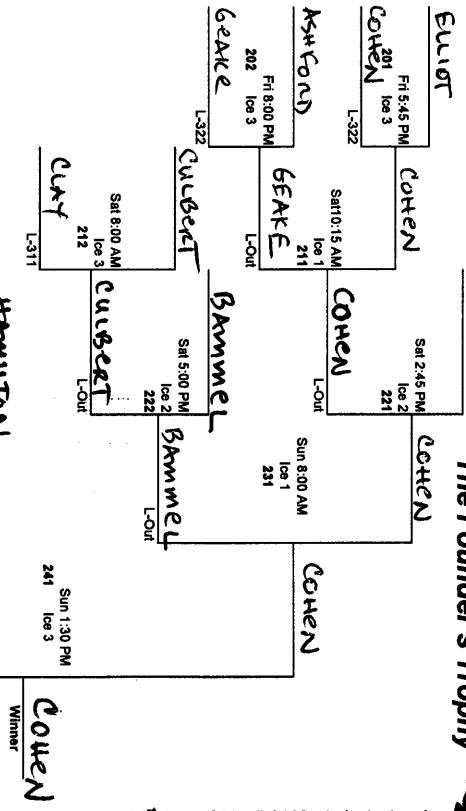 The Founder's Trophy
ELLIOT
201
Fri 5:45 PM
Ice 3
COHEN
L-322
COHEN
ASHFORD
202
Fri 8:00 PM
Ice 3
GEAKE
L-322
GEAKE
Sat10:15 AM
Ice 1
211
L-Out
COHEN
Sat 2:45 PM
Ice 2
221
L-Out
COHEN
CULBERT
Sat 8:00 AM
Ice 3
212
CLAY
L-311
CULBERT
BAMMEL
Sat 5:00 PM
Ice 2
222
L-Out
BAMMEL
Sun 8:00 AM
Ice 1
231
L-Out
COHEN
Sun 1:30 PM
241
Ice 3
COHEN
Winner
HAMILTON